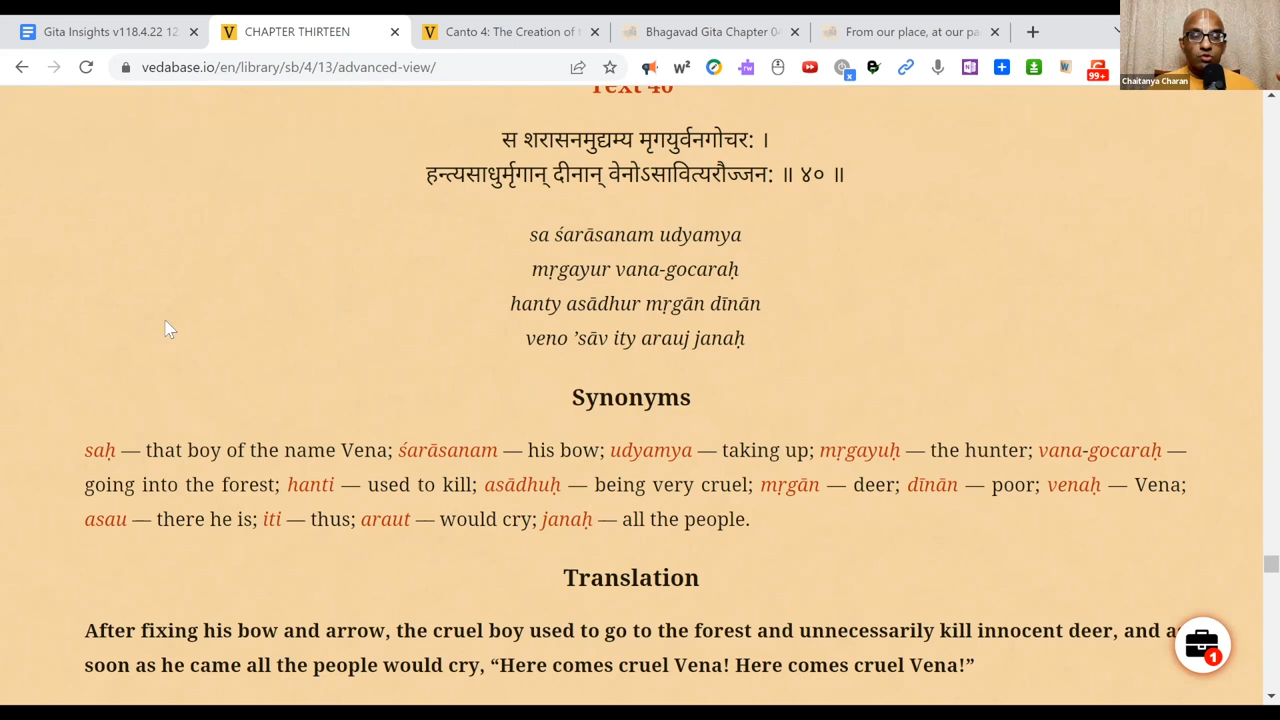 Gita Insights v118.4.22 12.
CHAPTER THIRTEEN
Canto 4: The Creation of
Bhagavad Gita Chapter 04
From our place, at our pa
vedabase.io/en/library/sb/4/13/advanced-view/
99+
Chaitanya Charan
Text 40
स शरासनमुद्यम्य मृगयुर्वनगोचर: ।
हन्त्यसाधुर्मृगान् दीनान् वेनोऽसावित्यरौज्जन: ॥ ४० ॥
sa śarāsanam udyamya
mṛgayur vana-gocaraḥ
hanty asādhur mṛgān dīnān
veno ’sāv ity arauj janaḥ
Synonyms
saḥ — that boy of the name Vena; śarāsanam — his bow; udyamya — taking up; mṛgayuḥ — the hunter; vana-gocaraḥ —
going into the forest; hanti — used to kill; asādhuḥ — being very cruel; mṛgān — deer; dīnān — poor; venaḥ — Vena;
asau — there he is; iti — thus; araut — would cry; janaḥ — all the people.
Translation
After fixing his bow and arrow, the cruel boy used to go to the forest and unnecessarily kill innocent deer, and as
soon as he came all the people would cry, “Here comes cruel Vena! Here comes cruel Vena!”
1